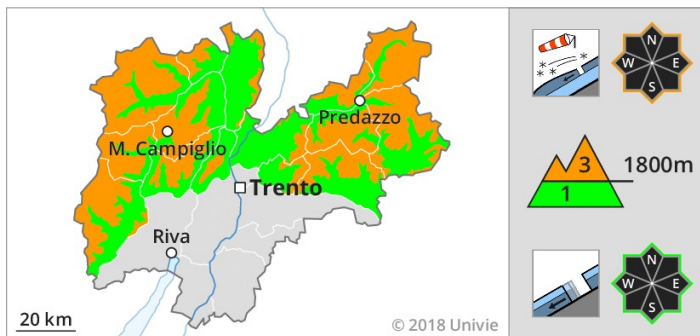 Predazzo
M. Campiglio
Trento
Riva
20 km
© 2018 Univie
N
W E
S
3 1800m
1
N
W E
S